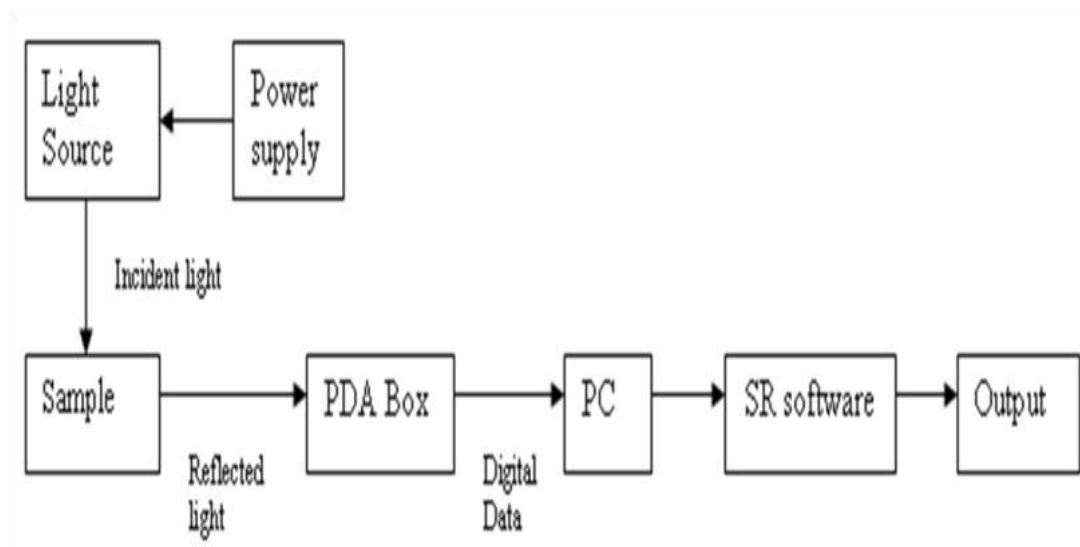 Light
Source
Power
supply
Incident light
Sample
PDA Box
PC
SR software
Output
Reflected
light
Digital
Data